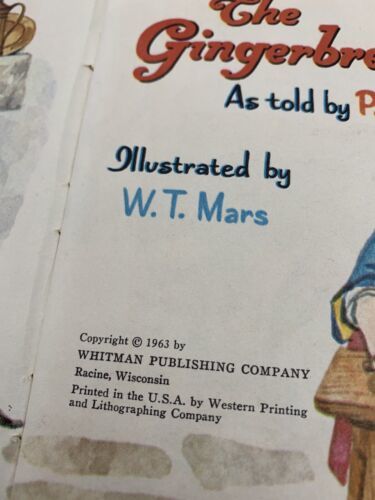 The
Gingerbre
As told by P
Illustrated by
W. T. Mars
Copyright © 1963 by
WHITMAN PUBLISHING COMPANY
Racine, Wisconsin
Printed in the U.S.A. by Western Printing
and Lithographing Company